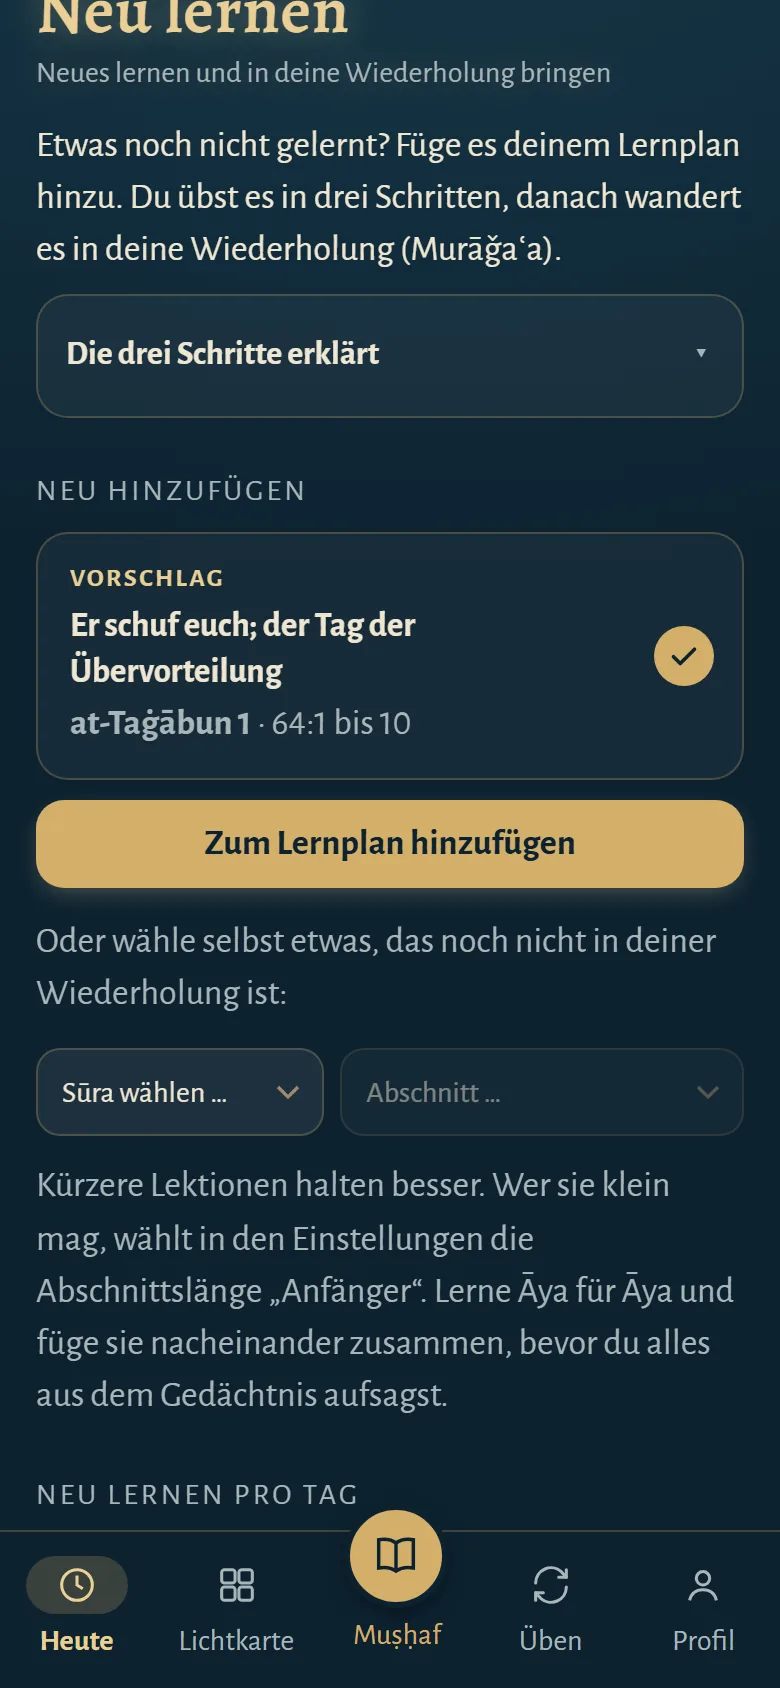 Neu lernen
Neues lernen und in deine Wiederholung bringen
Etwas noch nicht gelernt? Füge es deinem Lernplan
hinzu. Du übst es in drei Schritten, danach wandert
es in deine Wiederholung (Murāǧaʿa).
Die drei Schritte erklärt
NEU HINZUFÜGEN
VORSCHLAG
Er schuf euch; der Tag der
Übervorteilung
at-Taġābun 1 · 64:1 bis 10
Zum Lernplan hinzufügen
Oder wähle selbst etwas, das noch nicht in deiner
Wiederholung ist:
Sūra wählen …
Abschnitt …
Kürzere Lektionen halten besser. Wer sie klein
mag, wählt in den Einstellungen die
Abschnittslänge „Anfänger“. Lerne Āya für Āya und
füge sie nacheinander zusammen, bevor du alles
aus dem Gedächtnis aufsagst.
NEU LERNEN PRO TAG
Heute
Lichtkarte
Muṣḥaf
Üben
Profil